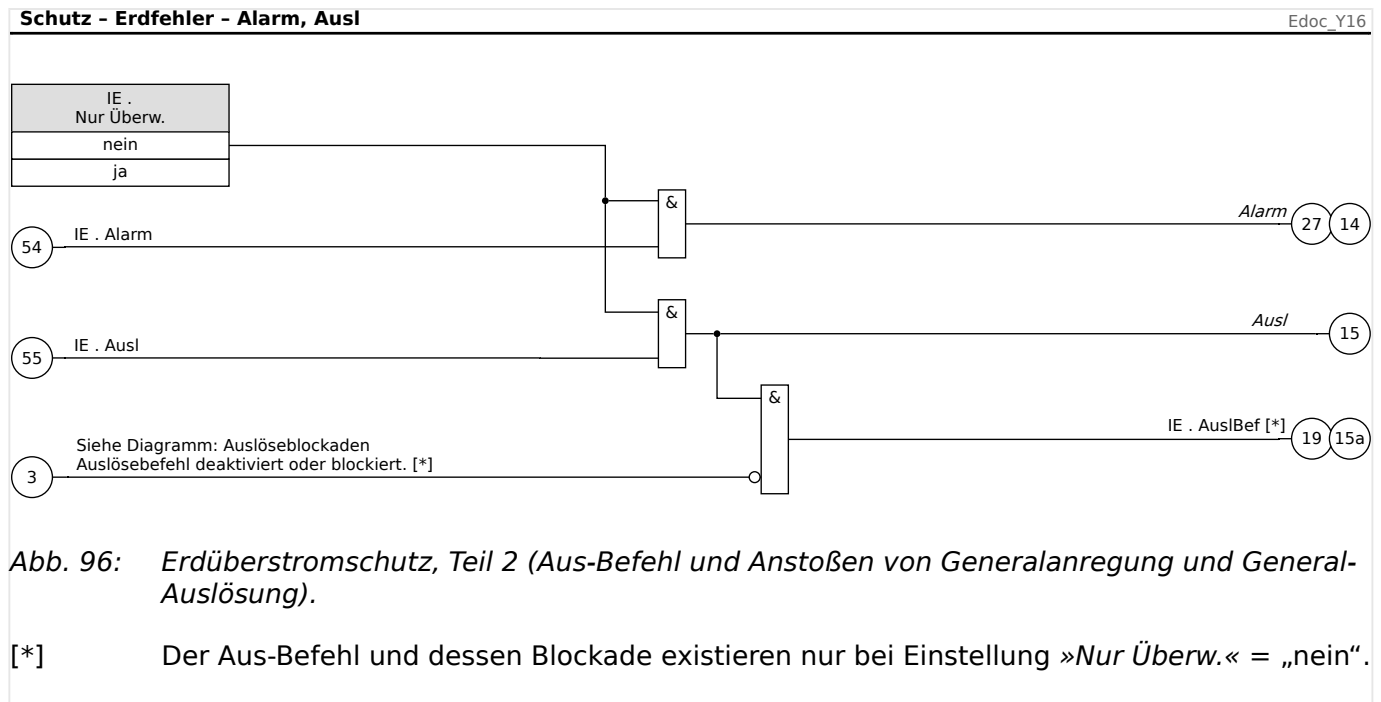 Schutz – Erdfehler – Alarm, Ausl
Edoc_Y16
IE .
Nur Überw.
nein
ja
&
Alarm
27
14
54
IE . Alarm
&
Ausl
15
55
IE . Ausl
&
IE . AuslBef [*]
19
15a
Siehe Diagramm: Auslöseblockaden
Auslösebefehl deaktiviert oder blockiert. [*]
3
Abb. 96: Erdüberstromschutz, Teil 2 (Aus-Befehl und Anstoßen von Generalanregung und General-
Auslösung).
[*] Der Aus-Befehl und dessen Blockade existieren nur bei Einstellung »Nur Überw.« = „nein“.